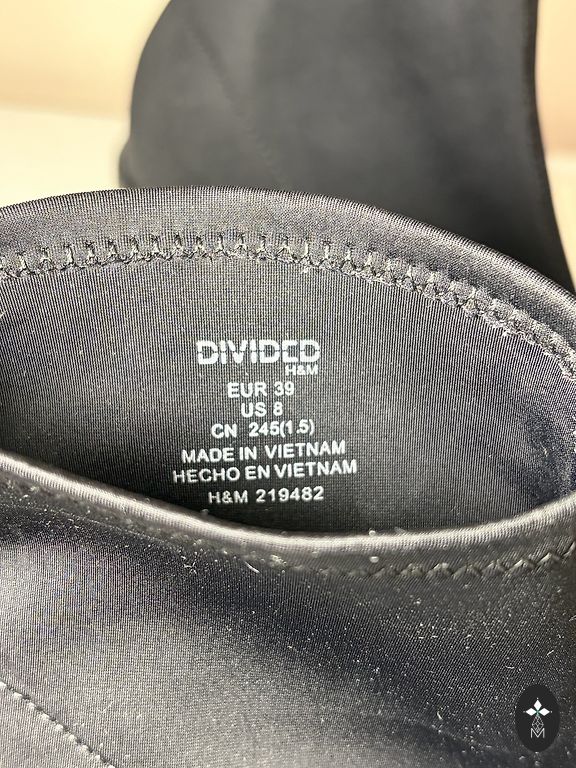 DIVIDED
H&M
EUR 39
US 8
CN 245(1.5)
MADE IN VIETNAM
HECHO EN VIETNAM
H&M 219482
M